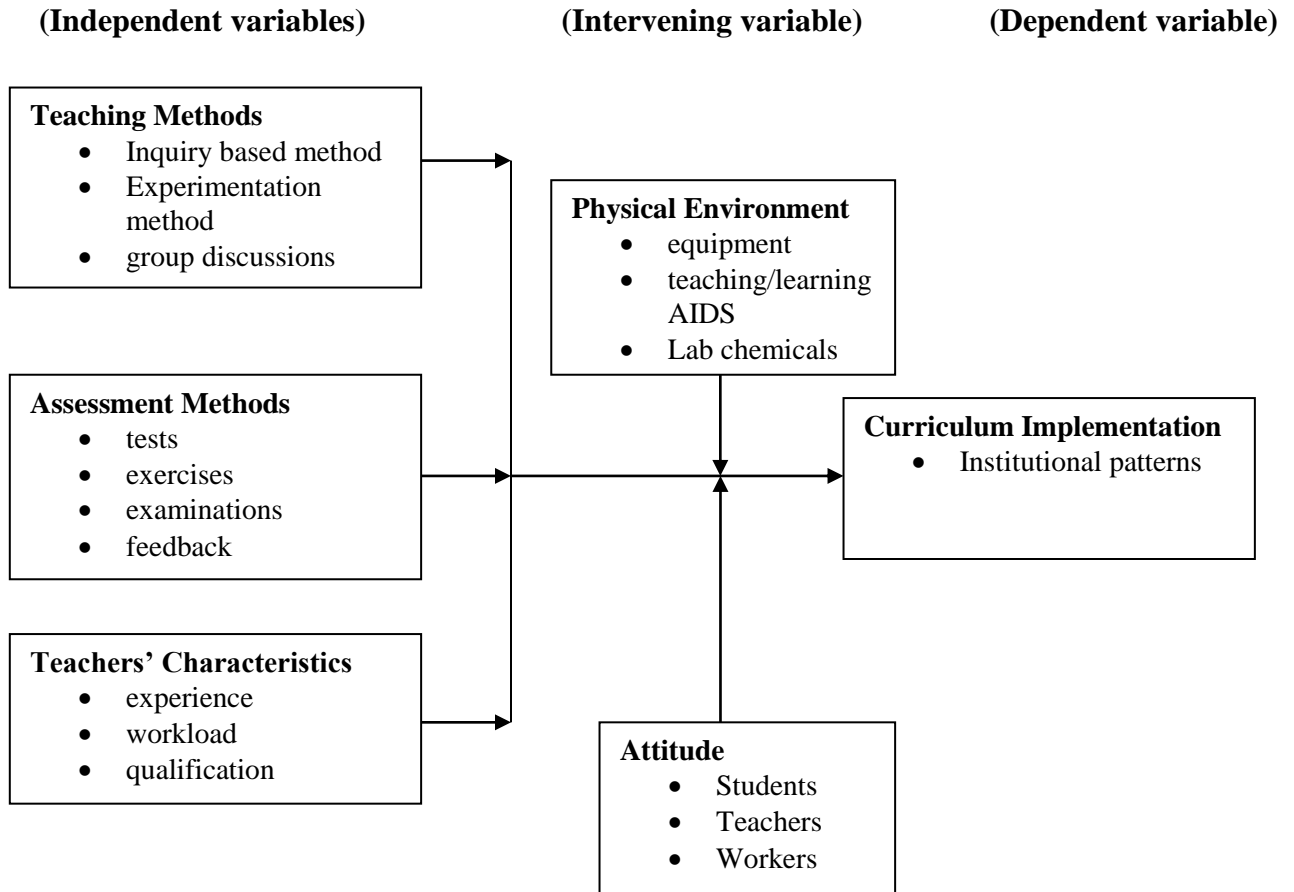 (Independent variables) (Intervening variable) (Dependent variable)
Teaching Methods
• Inquiry based method
• Experimentation
method
• group discussions
Physical Environment
• equipment
• teaching/learning
AIDS
• Lab chemicals
Assessment Methods
• tests
• exercises
• examinations
• feedback
Curriculum Implementation
• Institutional patterns
Teachers’ Characteristics
• experience
• workload
• qualification
Attitude
• Students
• Teachers
• Workers